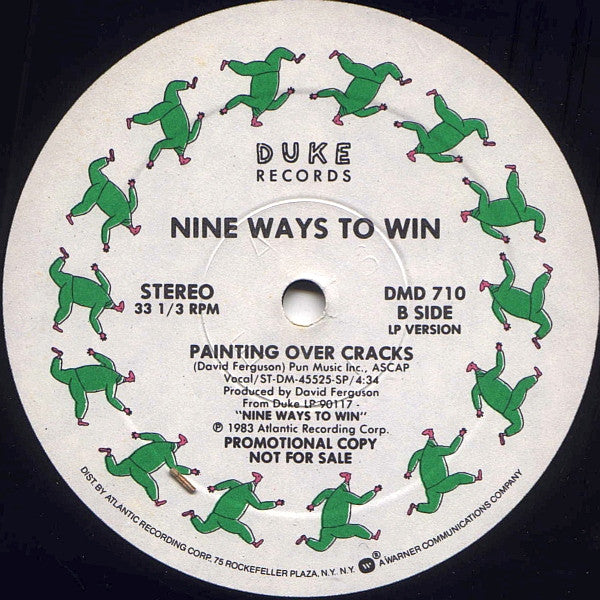 DUKE
RECORDS
NINE WAYS TO WIN
STEREO
33 1/3 RPM
DMD 710
B SIDE
LP VERSION
PAINTING OVER CRACKS
(David Ferguson) Pun Music Inc., ASCAP
Vocal/ST-DM-45525-SP/4:34
Produced by David Ferguson
From Duke LP 90117 -
"NINE WAYS TO WIN"
℗ 1983 Atlantic Recording Corp.
PROMOTIONAL COPY
NOT FOR SALE
DIST. BY ATLANTIC RECORDING CORP. 75 ROCKEFELLER PLAZA, N.Y. N.Y. W ® A WARNER COMMUNICATIONS COMPANY